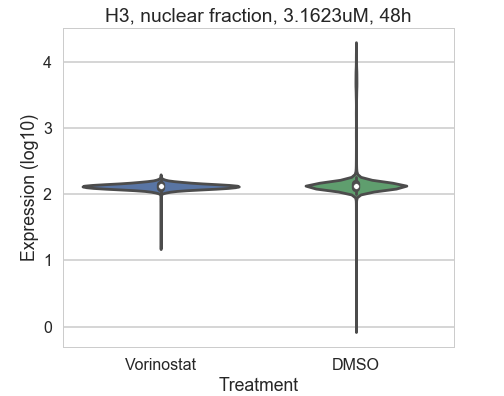 H3, nuclear fraction, 3.1623uM, 48h
Expression (log10)
4
3
2
1
0
Vorinostat
DMSO
Treatment